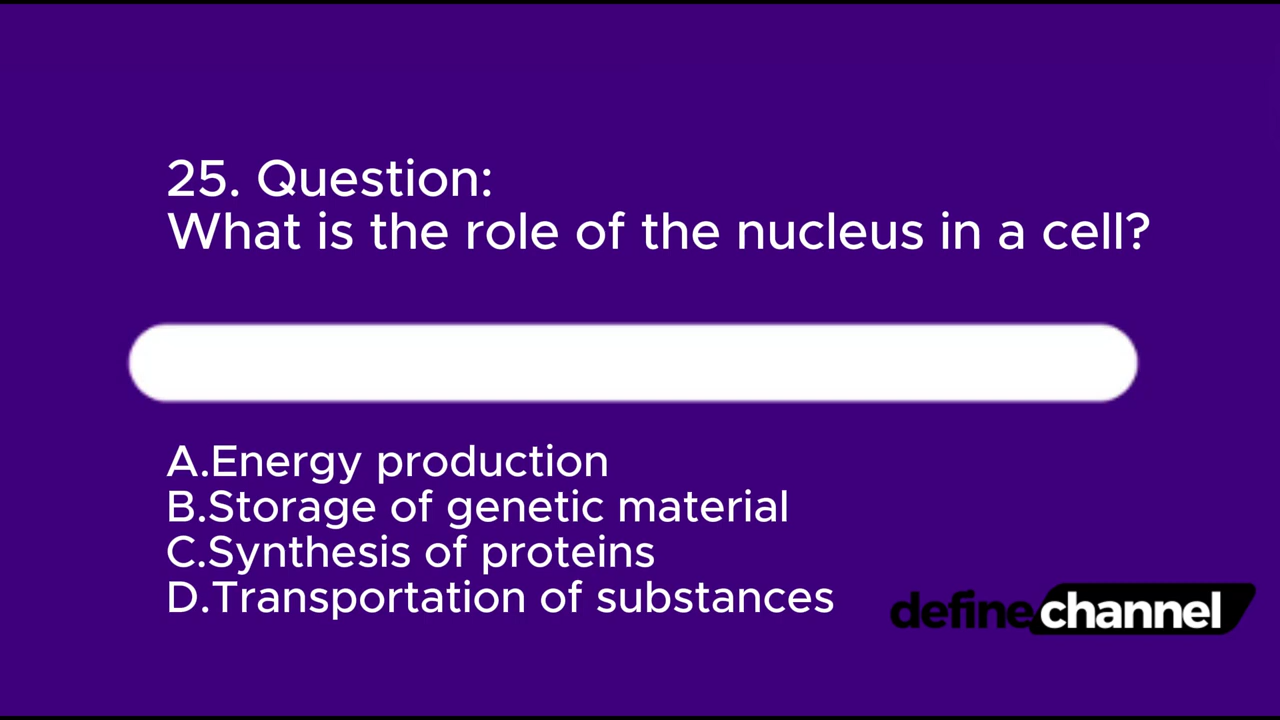 25. Question:
What is the role of the nucleus in a cell?
A.Energy production
B.Storage of genetic material
C.Synthesis of proteins
D.Transportation of substances
definechannel